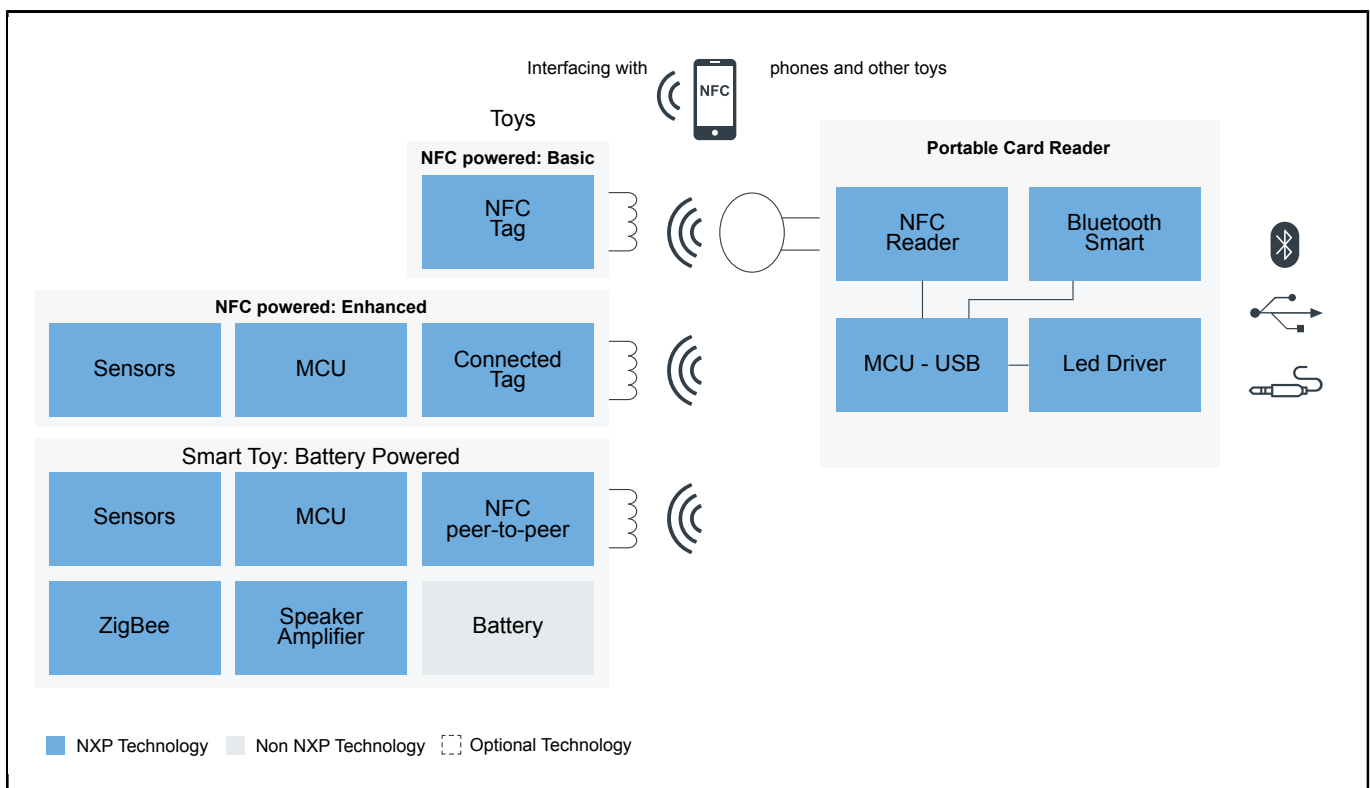 Interfacing with phones and other toys
NFC
Toys
NFC powered: Basic
NFC
Tag
NFC powered: Enhanced
Sensors
MCU
Connected
Tag
Smart Toy: Battery Powered
Sensors
MCU
NFC
peer-to-peer
ZigBee
Speaker
Amplifier
Battery
Portable Card Reader
NFC
Reader
Bluetooth
Smart
MCU - USB
Led Driver
NXP Technology
Non NXP Technology
Optional Technology